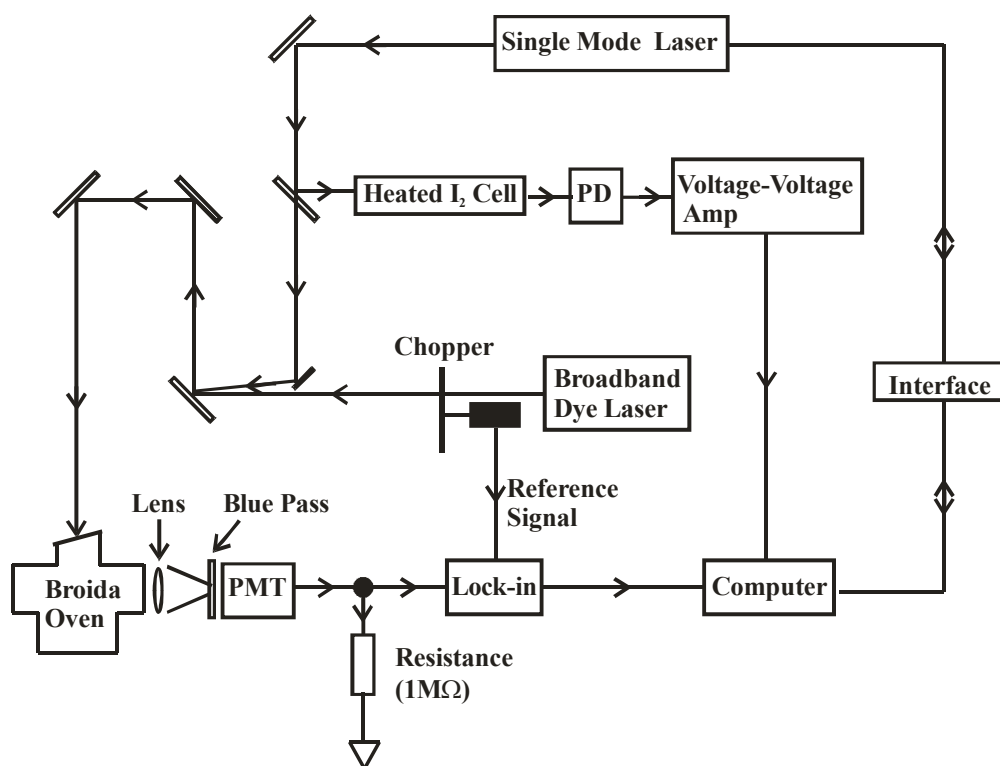 Single Mode Laser
Heated I₂ Cell
PD
Voltage-Voltage
Amp
Chopper
Broadband
Dye Laser
Interface
Reference
Signal
Lens
Blue Pass
Broida
Oven
PMT
Lock-in
Computer
Resistance
(1MΩ)